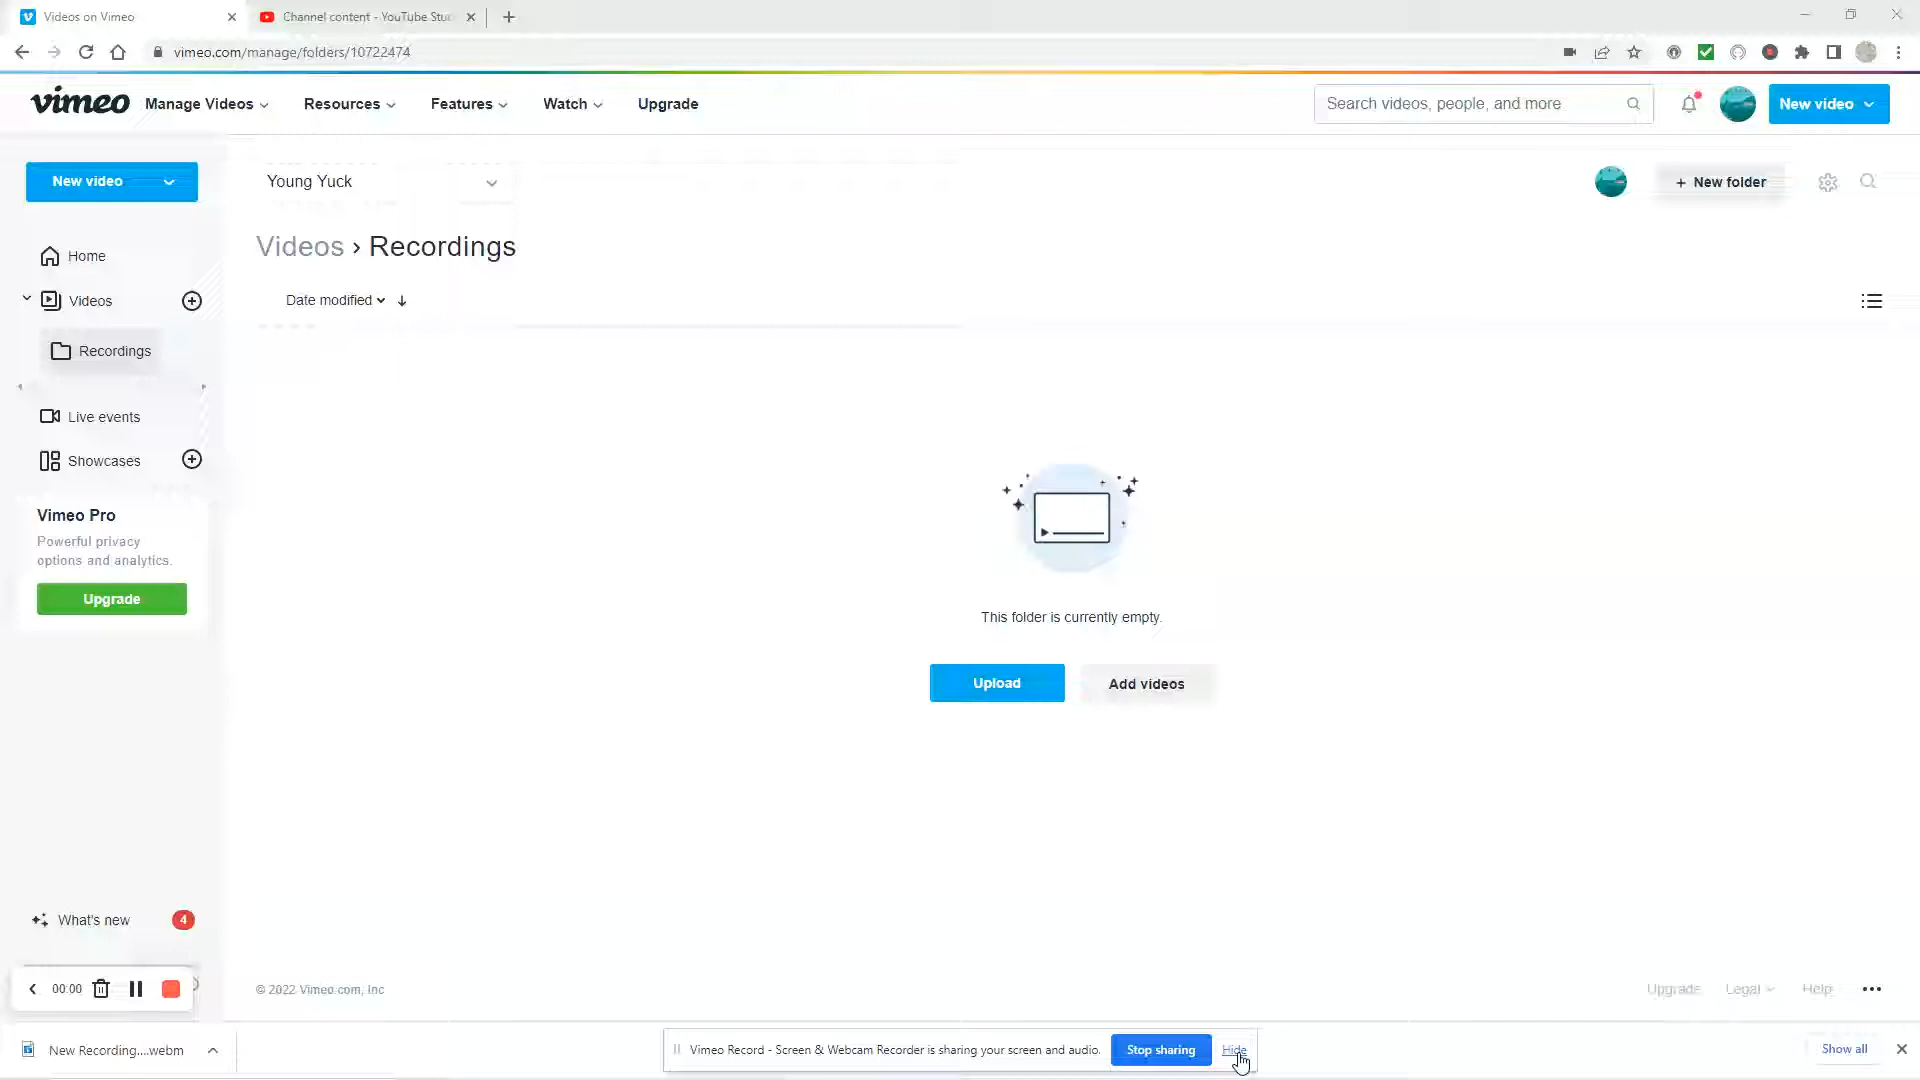 Videos on Vimeo
Channel content - YouTube Stu
vimeo.com/manage/folders/10722474
vimeo
Manage Videos
Resources
Features
Watch
Upgrade
Search videos, people, and more
New video
New video
Young Yuck
+ New folder
Videos › Recordings
Home
Date modified
Videos
Recordings
Live events
Showcases
Vimeo Pro
Powerful privacy
options and analytics.
Upgrade
This folder is currently empty.
Upload
Add videos
What's new
4
00:00
© 2022 Vimeo.com, Inc
Upgrade
Legal
Help
New Recording....webm
Vimeo Record - Screen & Webcam Recorder is sharing your screen and audio.
Stop sharing
Hide
Show all